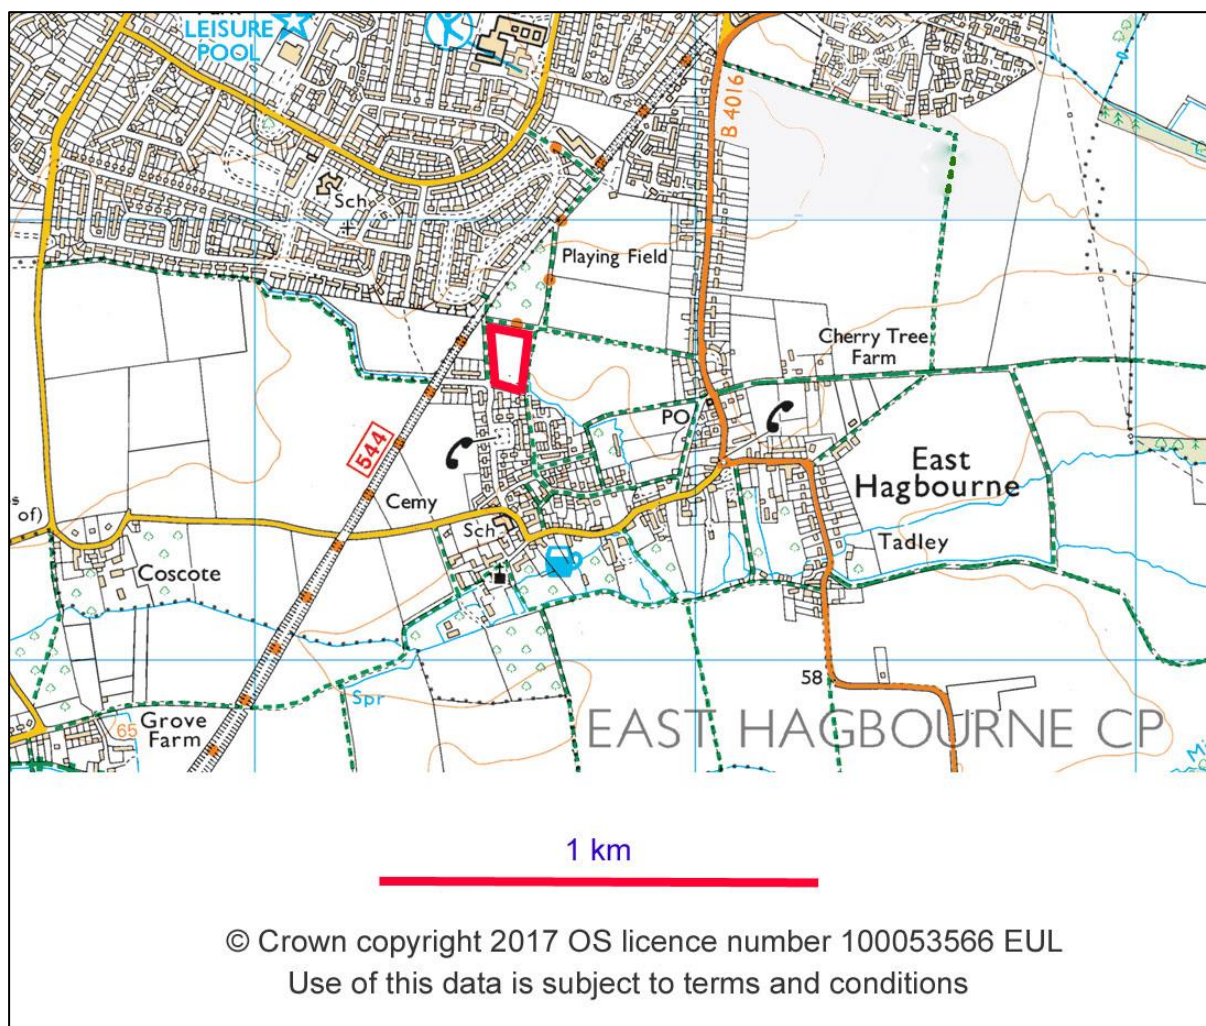 LEISURE
POOL
B 4016
Sch
Playing Field
Cherry Tree
Farm
PO
544
East
Hagbourne
Cemy
of)
Sch
Tadley
Coscote
58
Spr
Grove
Farm
65
EAST HAGBOURNE CP
1 km
© Crown copyright 2017 OS licence number 100053566 EUL
Use of this data is subject to terms and conditions